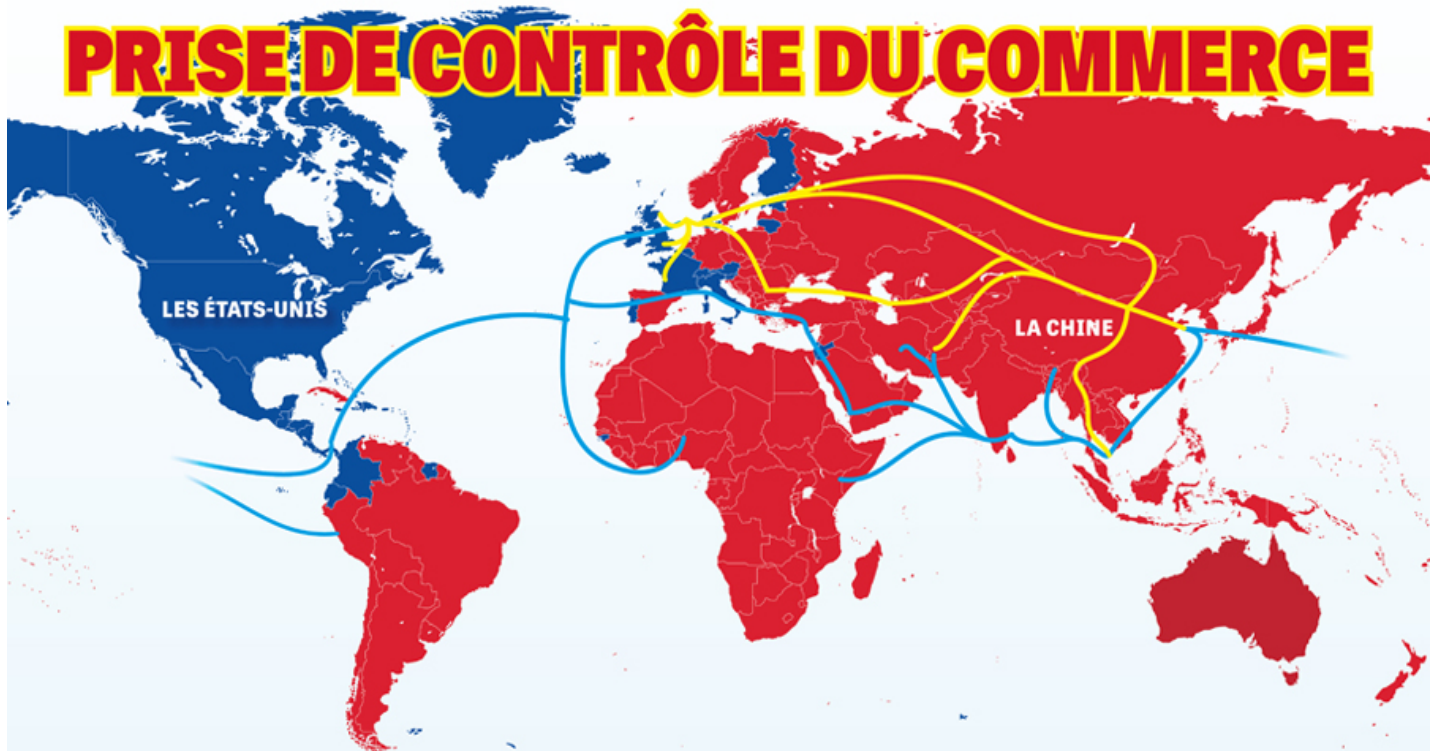 PRISE DE CONTRÔLE DU COMMERCE
LES ÉTATS-UNIS
LA CHINE